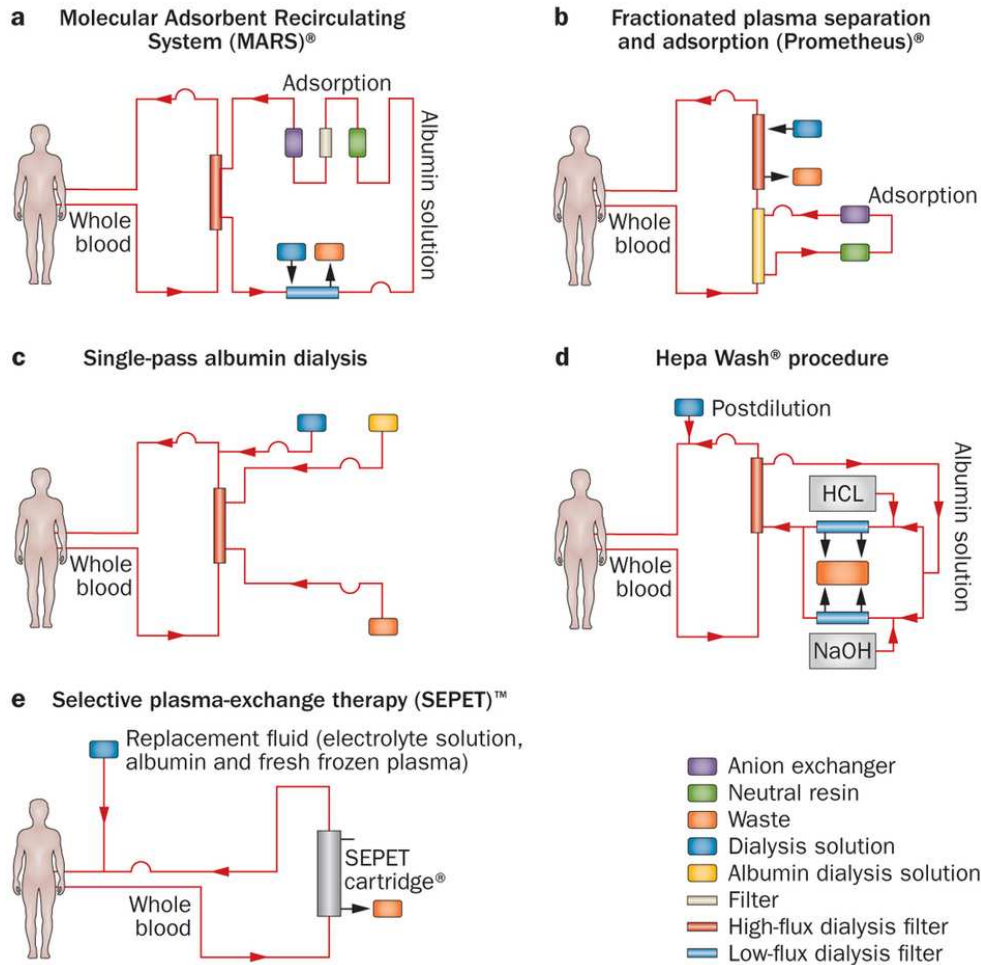 a Molecular Adsorbent Recirculating
System (MARS)®
Adsorption
Albumin solution
Whole
blood
b Fractionated plasma separation
and adsorption (Prometheus)®
Adsorption
Whole
blood
c Single-pass albumin dialysis
Whole
blood
d Hepa Wash® procedure
Postdilution
HCL
Albumin solution
Whole
blood
NaOH
e Selective plasma-exchange therapy (SEPET)™
Replacement fluid (electrolyte solution,
albumin and fresh frozen plasma)
SEPET
cartridge®
Whole
blood
Anion exchanger
Neutral resin
Waste
Dialysis solution
Albumin dialysis solution
Filter
High-flux dialysis filter
Low-flux dialysis filter